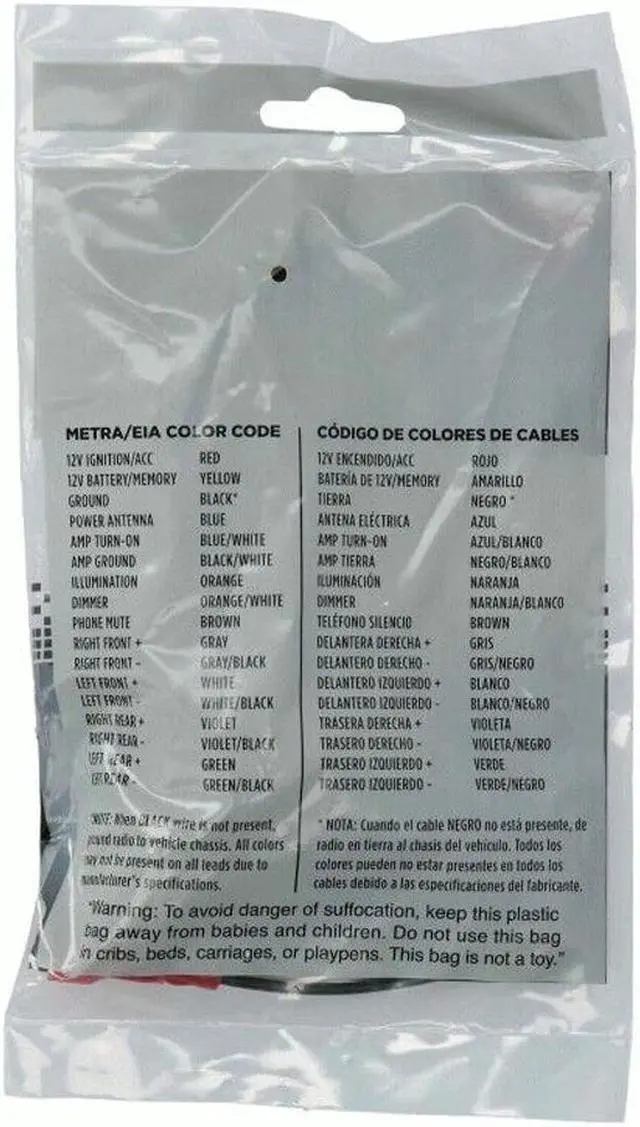 METRA/EIA COLOR CODE
12V IGNITION/ACC RED
12V BATTERY/MEMORY YELLOW
GROUND BLACK*
POWER ANTENNA BLUE
AMP TURN-ON BLUE/WHITE
AMP GROUND BLACK/WHITE
ILLUMINATION ORANGE
DIMMER ORANGE/WHITE
PHONE MUTE BROWN
RIGHT FRONT + GRAY
RIGHT FRONT - GRAY/BLACK
LEFT FRONT + WHITE
LEFT FRONT - WHITE/BLACK
RIGHT REAR + VIOLET
RIGHT REAR - VIOLET/BLACK
LEFT REAR + GREEN
LEFT REAR - GREEN/BLACK
*NOTE: When BLACK wire is not present,
ground radio to vehicle chassis. All colors
may not be present on all leads due to
manufacturer's specifications.
CÓDIGO DE COLORES DE CABLES
12V ENCENDIDO/ACC ROJO
BATERÍA DE 12V/MEMORY AMARILLO
TIERRA NEGRO *
ANTENA ELÉCTRICA AZUL
AMP TURN-ON AZUL/BLANCO
AMP TIERRA NEGRO/BLANCO
ILUMINACIÓN NARANJA
DIMMER NARANJA/BLANCO
TELÉFONO SILENCIO BROWN
DELANTERA DERECHA + GRIS
DELANTERO DERECHO - GRIS/NEGRO
DELANTERO IZQUIERDO + BLANCO
DELANTERO IZQUIERDO - BLANCO/NEGRO
TRASERA DERECHA + VIOLETA
TRASERO DERECHO - VIOLETA/NEGRO
TRASERO IZQUIERDO + VERDE
TRASERO IZQUIERDO - VERDE/NEGRO
* NOTA: Cuando el cable NEGRO no está presente, de
radio en tierra al chasis del vehículo. Todos los
colores pueden no estar presentes en todos los
cables debido a las especificaciones del fabricante.
"Warning: To avoid danger of suffocation, keep this plastic
bag away from babies and children. Do not use this bag
in cribs, beds, carriages, or playpens. This bag is not a toy."